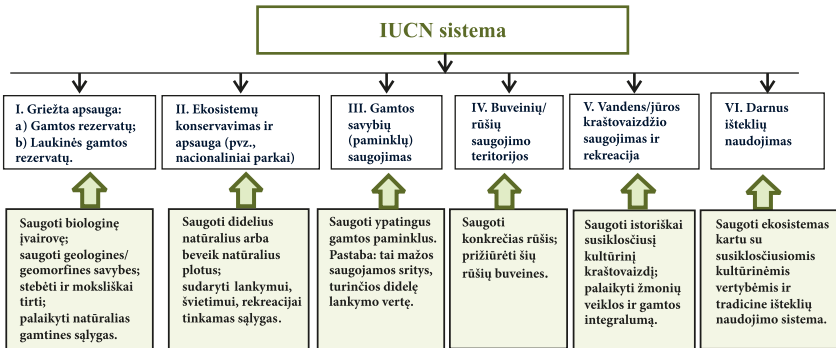 IUCN sistema
I. Griežta apsauga:
a) Gamtos rezervatų;
b) Laukinės gamtos
rezervatų.
II. Ekosistemų
konservavimas ir
apsauga (pvz.,
nacionaliniai parkai)
III. Gamtos
savybių
(paminklų)
saugojimas
IV. Buveinių/
rūšių
saugojimo
teritorijos
V. Vandens/jūros
kraštovaizdžio
saugojimas ir
rekreacija
VI. Darnus
išteklių
naudojimas
Saugoti biologinę
įvairovę;
saugoti geologines/
geomorfines savybes;
stebėti ir moksliškai
tirti;
palaikyti natūralias
gamtines sąlygas.
Saugoti didelius
natūralius arba
beveik natūralius
plotus;
sudaryti lankymui,
švietimui, rekreacijai
tinkamas sąlygas.
Saugoti ypatingus
gamtos paminklus.
Pastaba: tai mažos
saugojamos sritys,
turinčios didelę
lankymo vertę.
Saugoti
konkrečias rūšis;
prižiūrėti šių
rūšių buveines.
Saugoti istoriškai
susiklosčiusį
kultūrinį
kraštovaizdį;
palaikyti žmonių
veiklos ir gamtos
integralumą.
Saugoti ekosistemas
kartu su
susiklosčiusiomis
kultūrinėmis
vertybėmis ir
tradicine išteklių
naudojimo sistema.